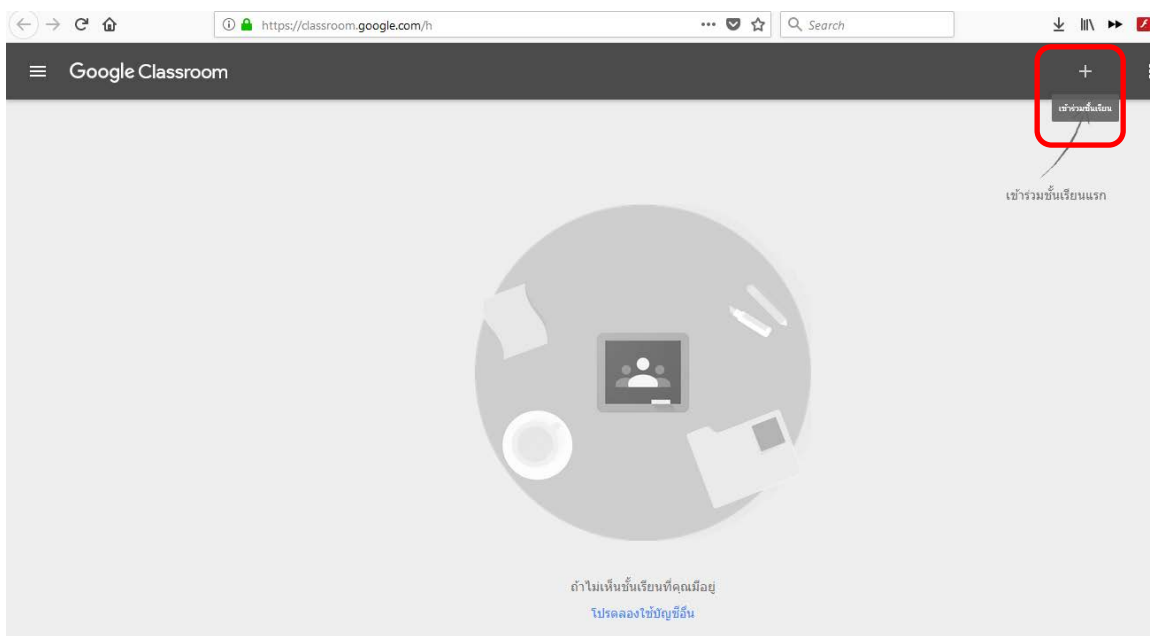 https://classroom.google.com/h
Search
Google Classroom
เข้าร่วมชั้นเรียน
เข้าร่วมชั้นเรียนแรก
ถ้าไม่เห็นชั้นเรียนที่คุณมีอยู่
โปรดลองใช้บัญชีอื่น